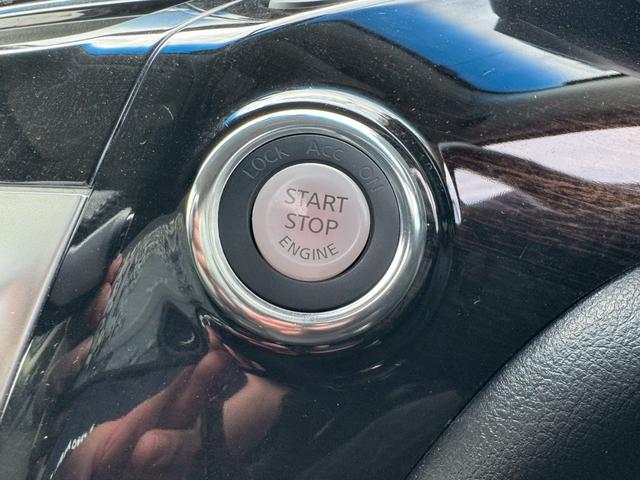 LOCK ACC ON
START
STOP
ENGINE